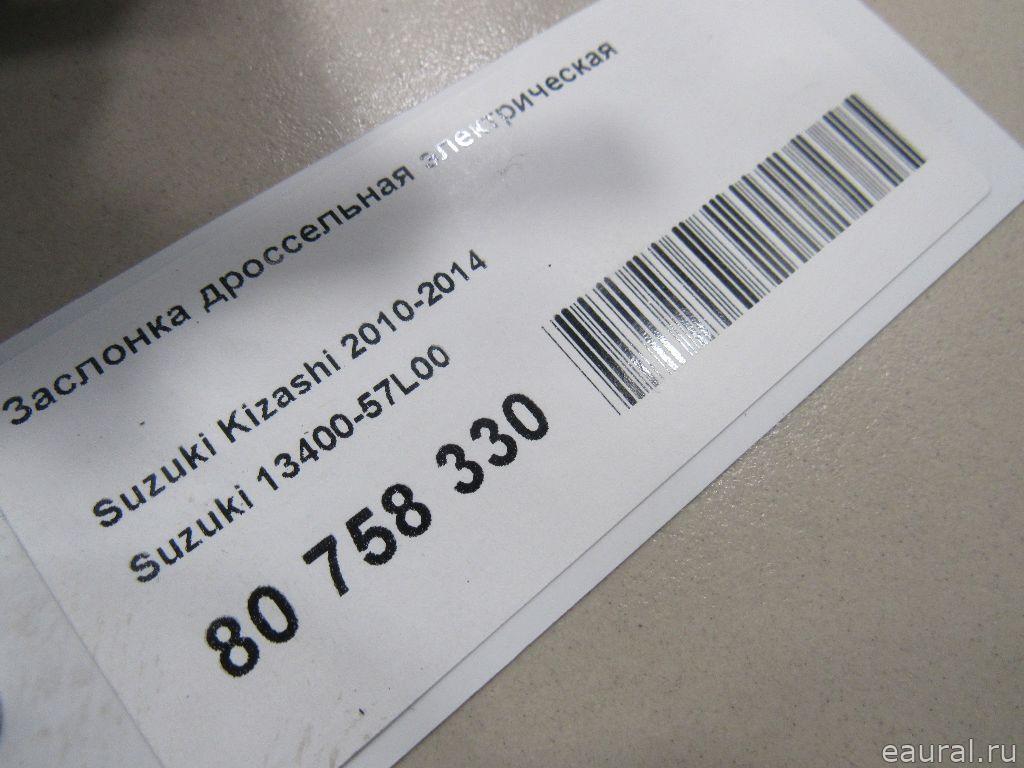 Заслонка дроссельная электрическая
Suzuki Kizashi 2010-2014
Suzuki 13400-57L00
80 758 330
eaural.ru